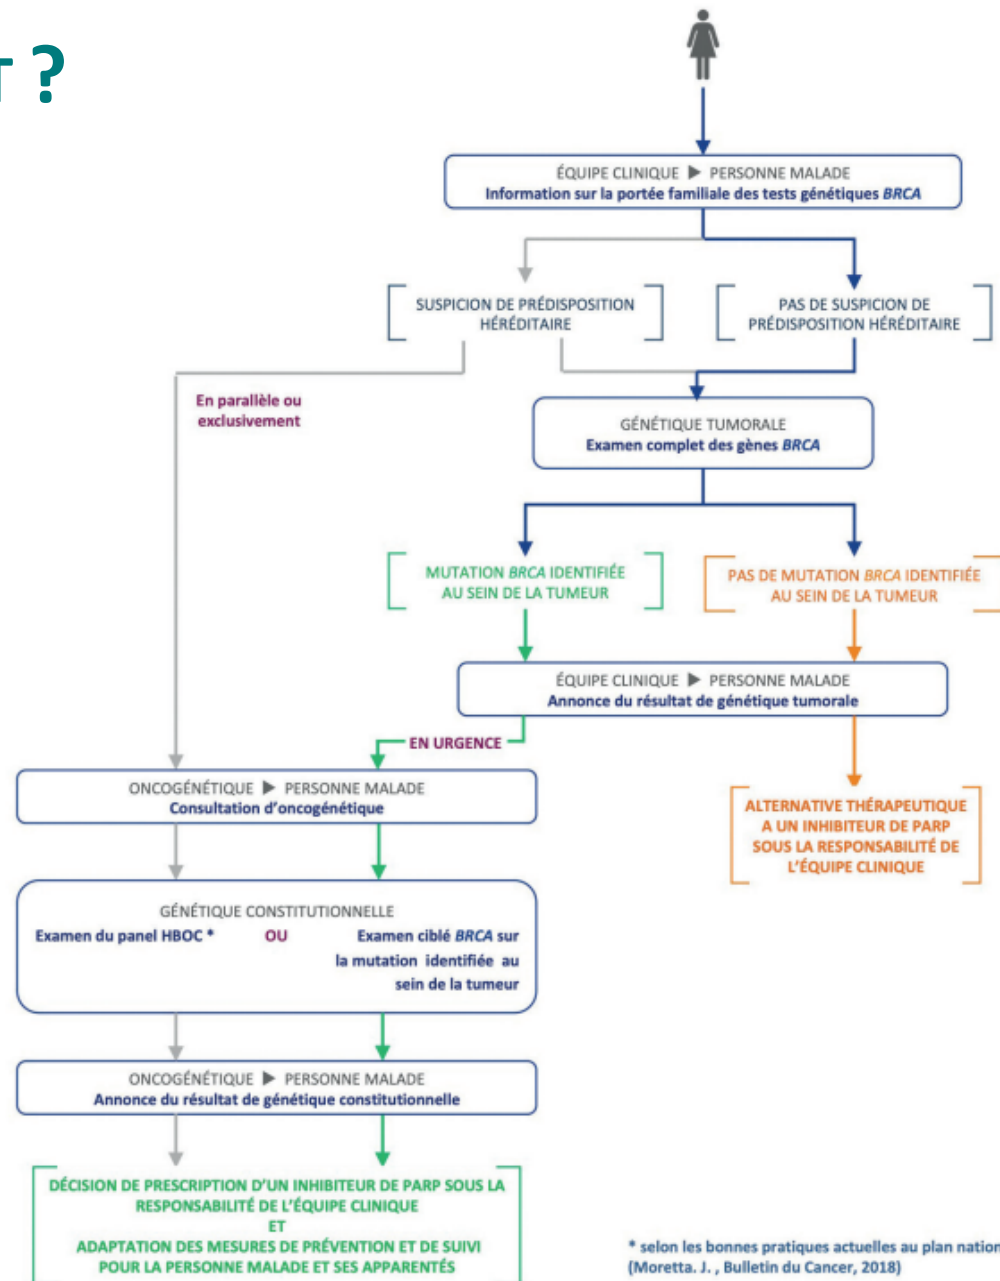 ?
ÉQUIPE CLINIQUE ▶ PERSONNE MALADE
Information sur la portée familiale des tests génétiques BRCA
SUSPICION DE PRÉDISPOSITION
HÉRÉDITAIRE
PAS DE SUSPICION DE
PRÉDISPOSITION HÉRÉDITAIRE
En parallèle ou
exclusivement
GÉNÉTIQUE TUMORALE
Examen complet des gènes BRCA
MUTATION BRCA IDENTIFIÉE
AU SEIN DE LA TUMEUR
PAS DE MUTATION BRCA IDENTIFIÉE
AU SEIN DE LA TUMEUR
ÉQUIPE CLINIQUE ▶ PERSONNE MALADE
Annonce du résultat de génétique tumorale
EN URGENCE
ONCOGÉNÉTIQUE ▶ PERSONNE MALADE
Consultation d'oncogénétique
ALTERNATIVE THÉRAPEUTIQUE
A UN INHIBITEUR DE PARP
SOUS LA RESPONSABILITÉ DE
L'ÉQUIPE CLINIQUE
GÉNÉTIQUE CONSTITUTIONNELLE
Examen du panel HBOC * OU Examen ciblé BRCA sur
la mutation identifiée au
sein de la tumeur
ONCOGÉNÉTIQUE ▶ PERSONNE MALADE
Annonce du résultat de génétique constitutionnelle
DÉCISION DE PRESCRIPTION D'UN INHIBITEUR DE PARP SOUS LA
RESPONSABILITÉ DE L'ÉQUIPE CLINIQUE
ET
ADAPTATION DES MESURES DE PRÉVENTION ET DE SUIVI
POUR LA PERSONNE MALADE ET SES APPARENTÉS
* selon les bonnes pratiques actuelles au plan nation
(Moretta. J. , Bulletin du Cancer, 2018)